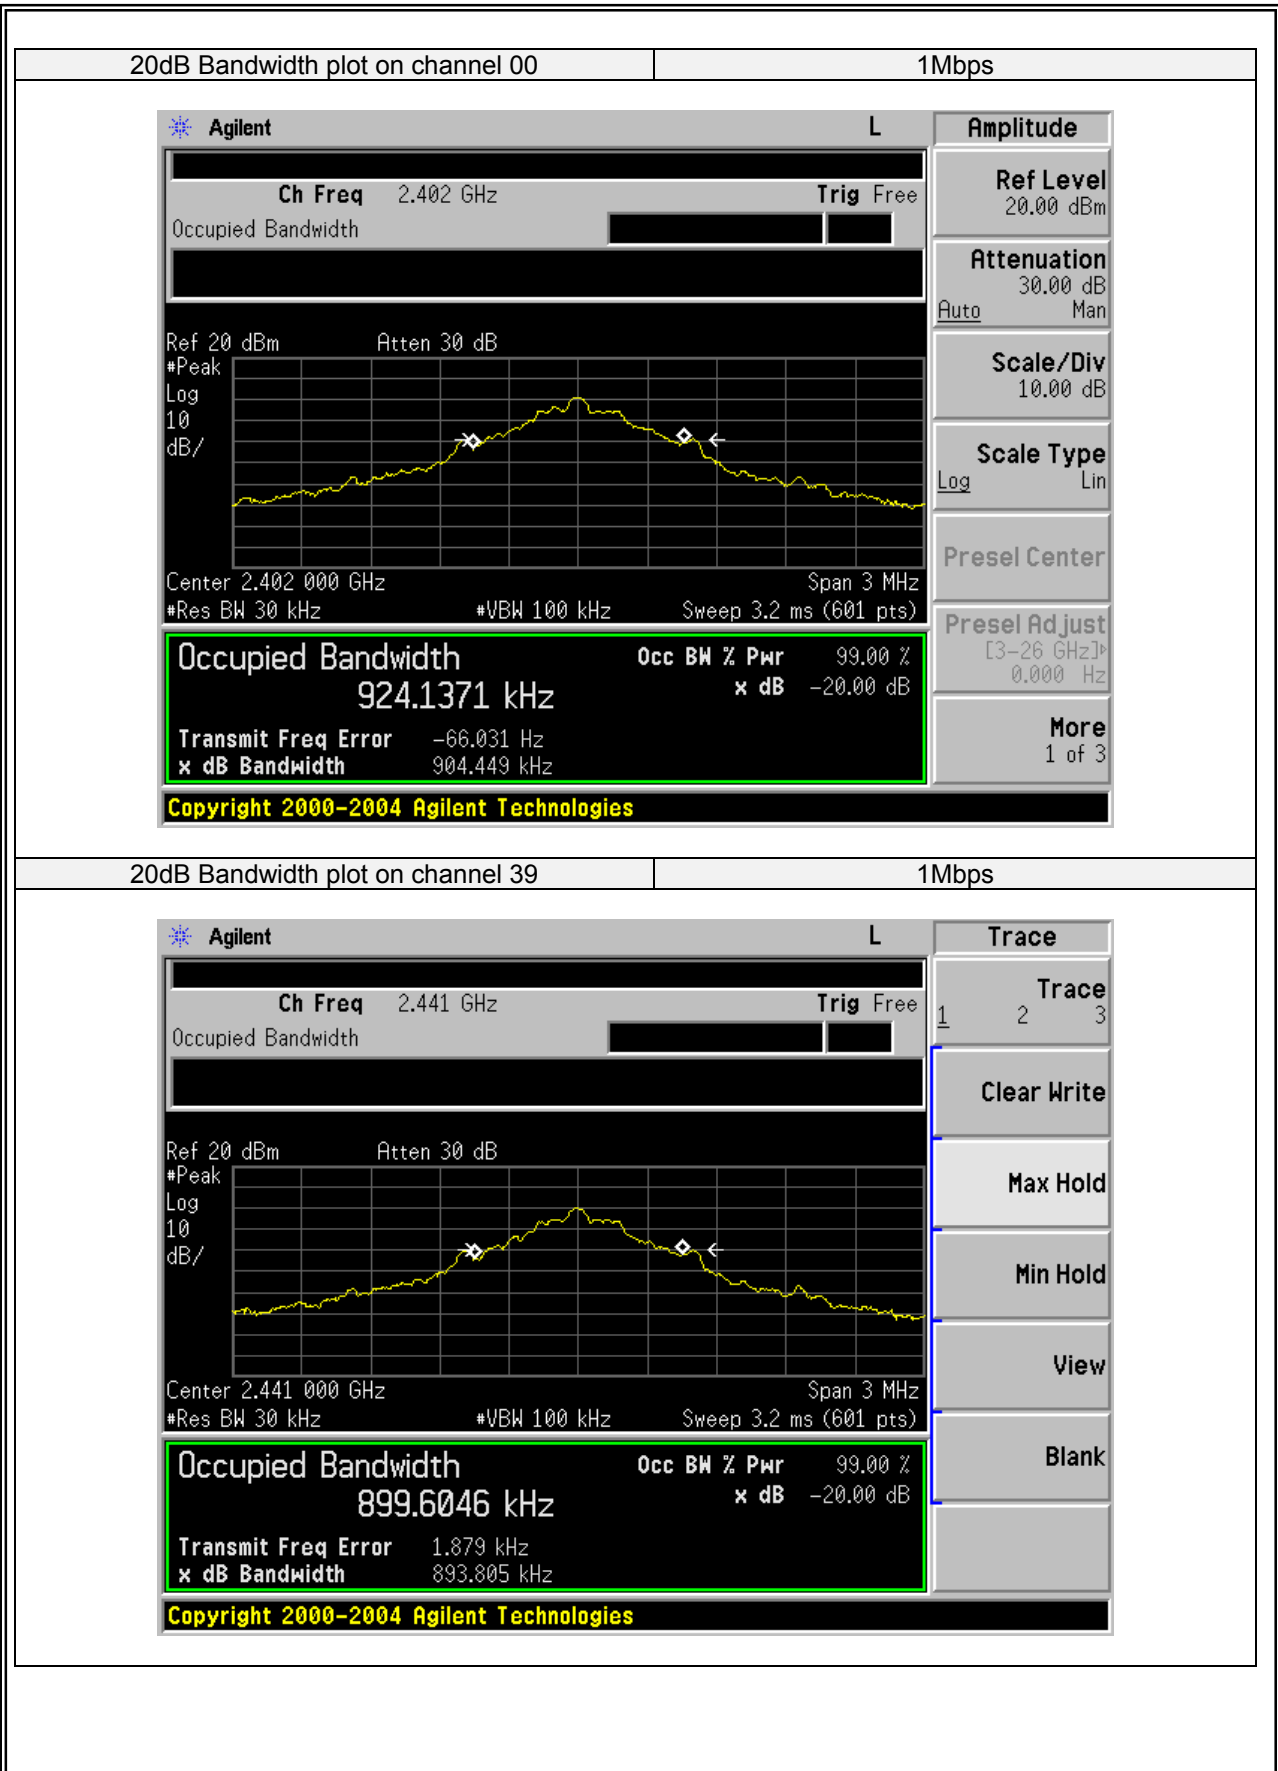 20dB Bandwidth plot on channel 00 1Mbps
Agilent L Amplitude
Ch Freq 2.402 GHz Trig Free
Occupied Bandwidth
Ref Level
20.00 dBm
Attenuation
30.00 dB
Auto Man
Scale/Div
10.00 dB
Scale Type
Log Lin
Presel Center
Presel Adjust
[3-26 GHz]
0.000 Hz
More
1 of 3
Ref 20 dBm Atten 30 dB
#Peak
Log
10
dB/
Center 2.402 000 GHz Span 3 MHz
#Res BW 30 kHz #VBW 100 kHz Sweep 3.2 ms (601 pts)
Occupied Bandwidth Occ BW % Pwr 99.00 %
924.1371 kHz x dB -20.00 dB
Transmit Freq Error -66.031 Hz
x dB Bandwidth 904.449 kHz
Copyright 2000-2004 Agilent Technologies
20dB Bandwidth plot on channel 39 1Mbps
Agilent L Trace
Ch Freq 2.441 GHz Trig Free
Occupied Bandwidth
Trace
1 2 3
Clear Write
Max Hold
Min Hold
View
Blank
Ref 20 dBm Atten 30 dB
#Peak
Log
10
dB/
Center 2.441 000 GHz Span 3 MHz
#Res BW 30 kHz #VBW 100 kHz Sweep 3.2 ms (601 pts)
Occupied Bandwidth Occ BW % Pwr 99.00 %
899.6046 kHz x dB -20.00 dB
Transmit Freq Error 1.879 kHz
x dB Bandwidth 893.805 kHz
Copyright 2000-2004 Agilent Technologies